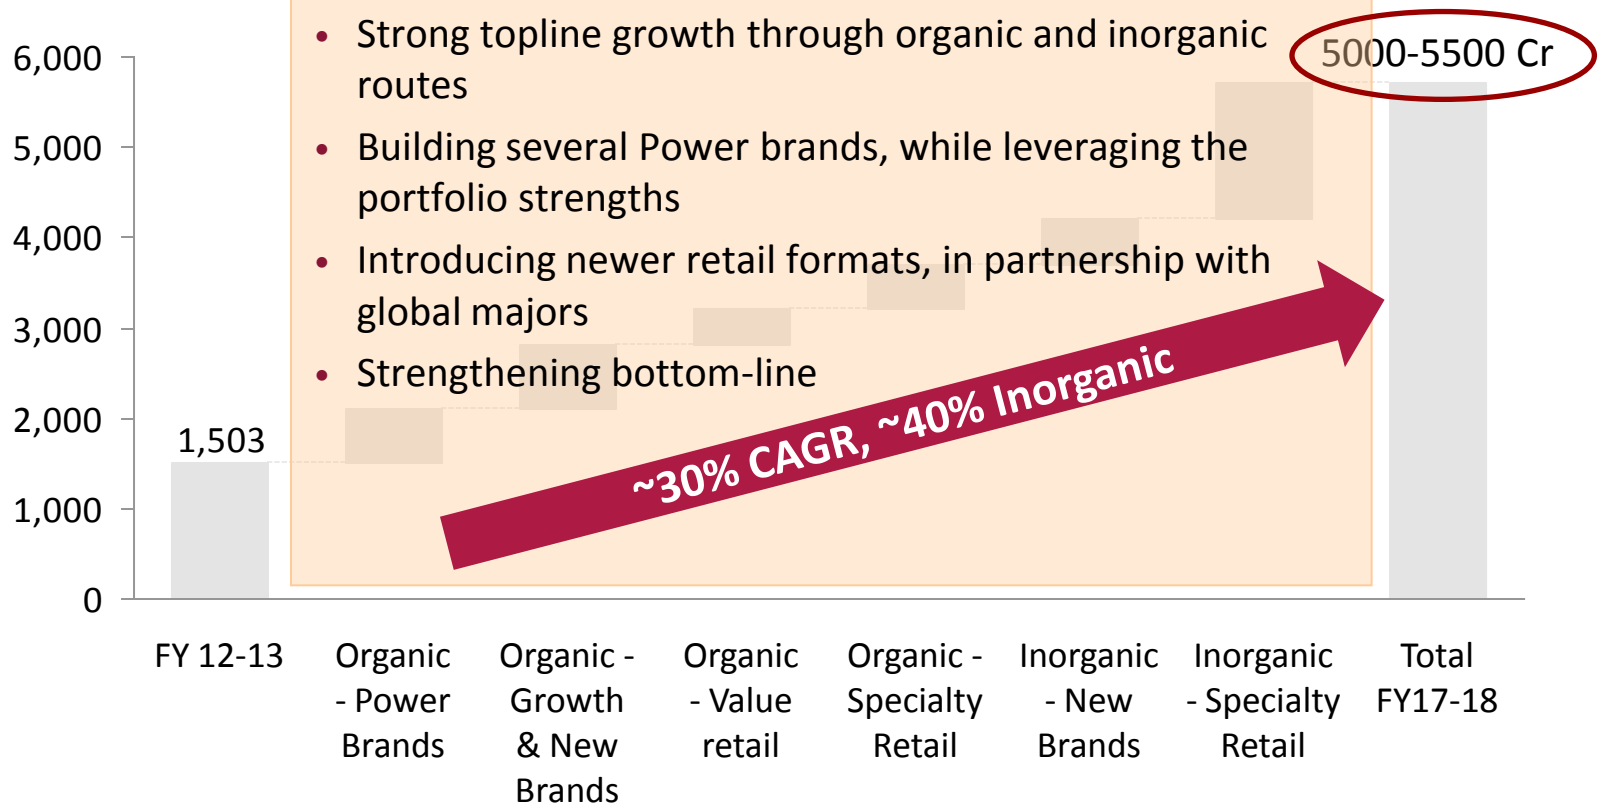 • Strong topline growth through organic and inorganic
routes
• Building several Power brands, while leveraging the
portfolio strengths
• Introducing newer retail formats, in partnership with
global majors
• Strengthening bottom-line
5000-5500 Cr
6,000
5,000
4,000
3,000
2,000
1,000
0
1,503
~30% CAGR, ~40% Inorganic
FY 12-13
Organic
- Power
Brands
Organic -
Growth
& New
Brands
Organic
- Value
retail
Organic -
Specialty
Retail
Inorganic
- New
Brands
Inorganic
- Specialty
Retail
Total
FY17-18